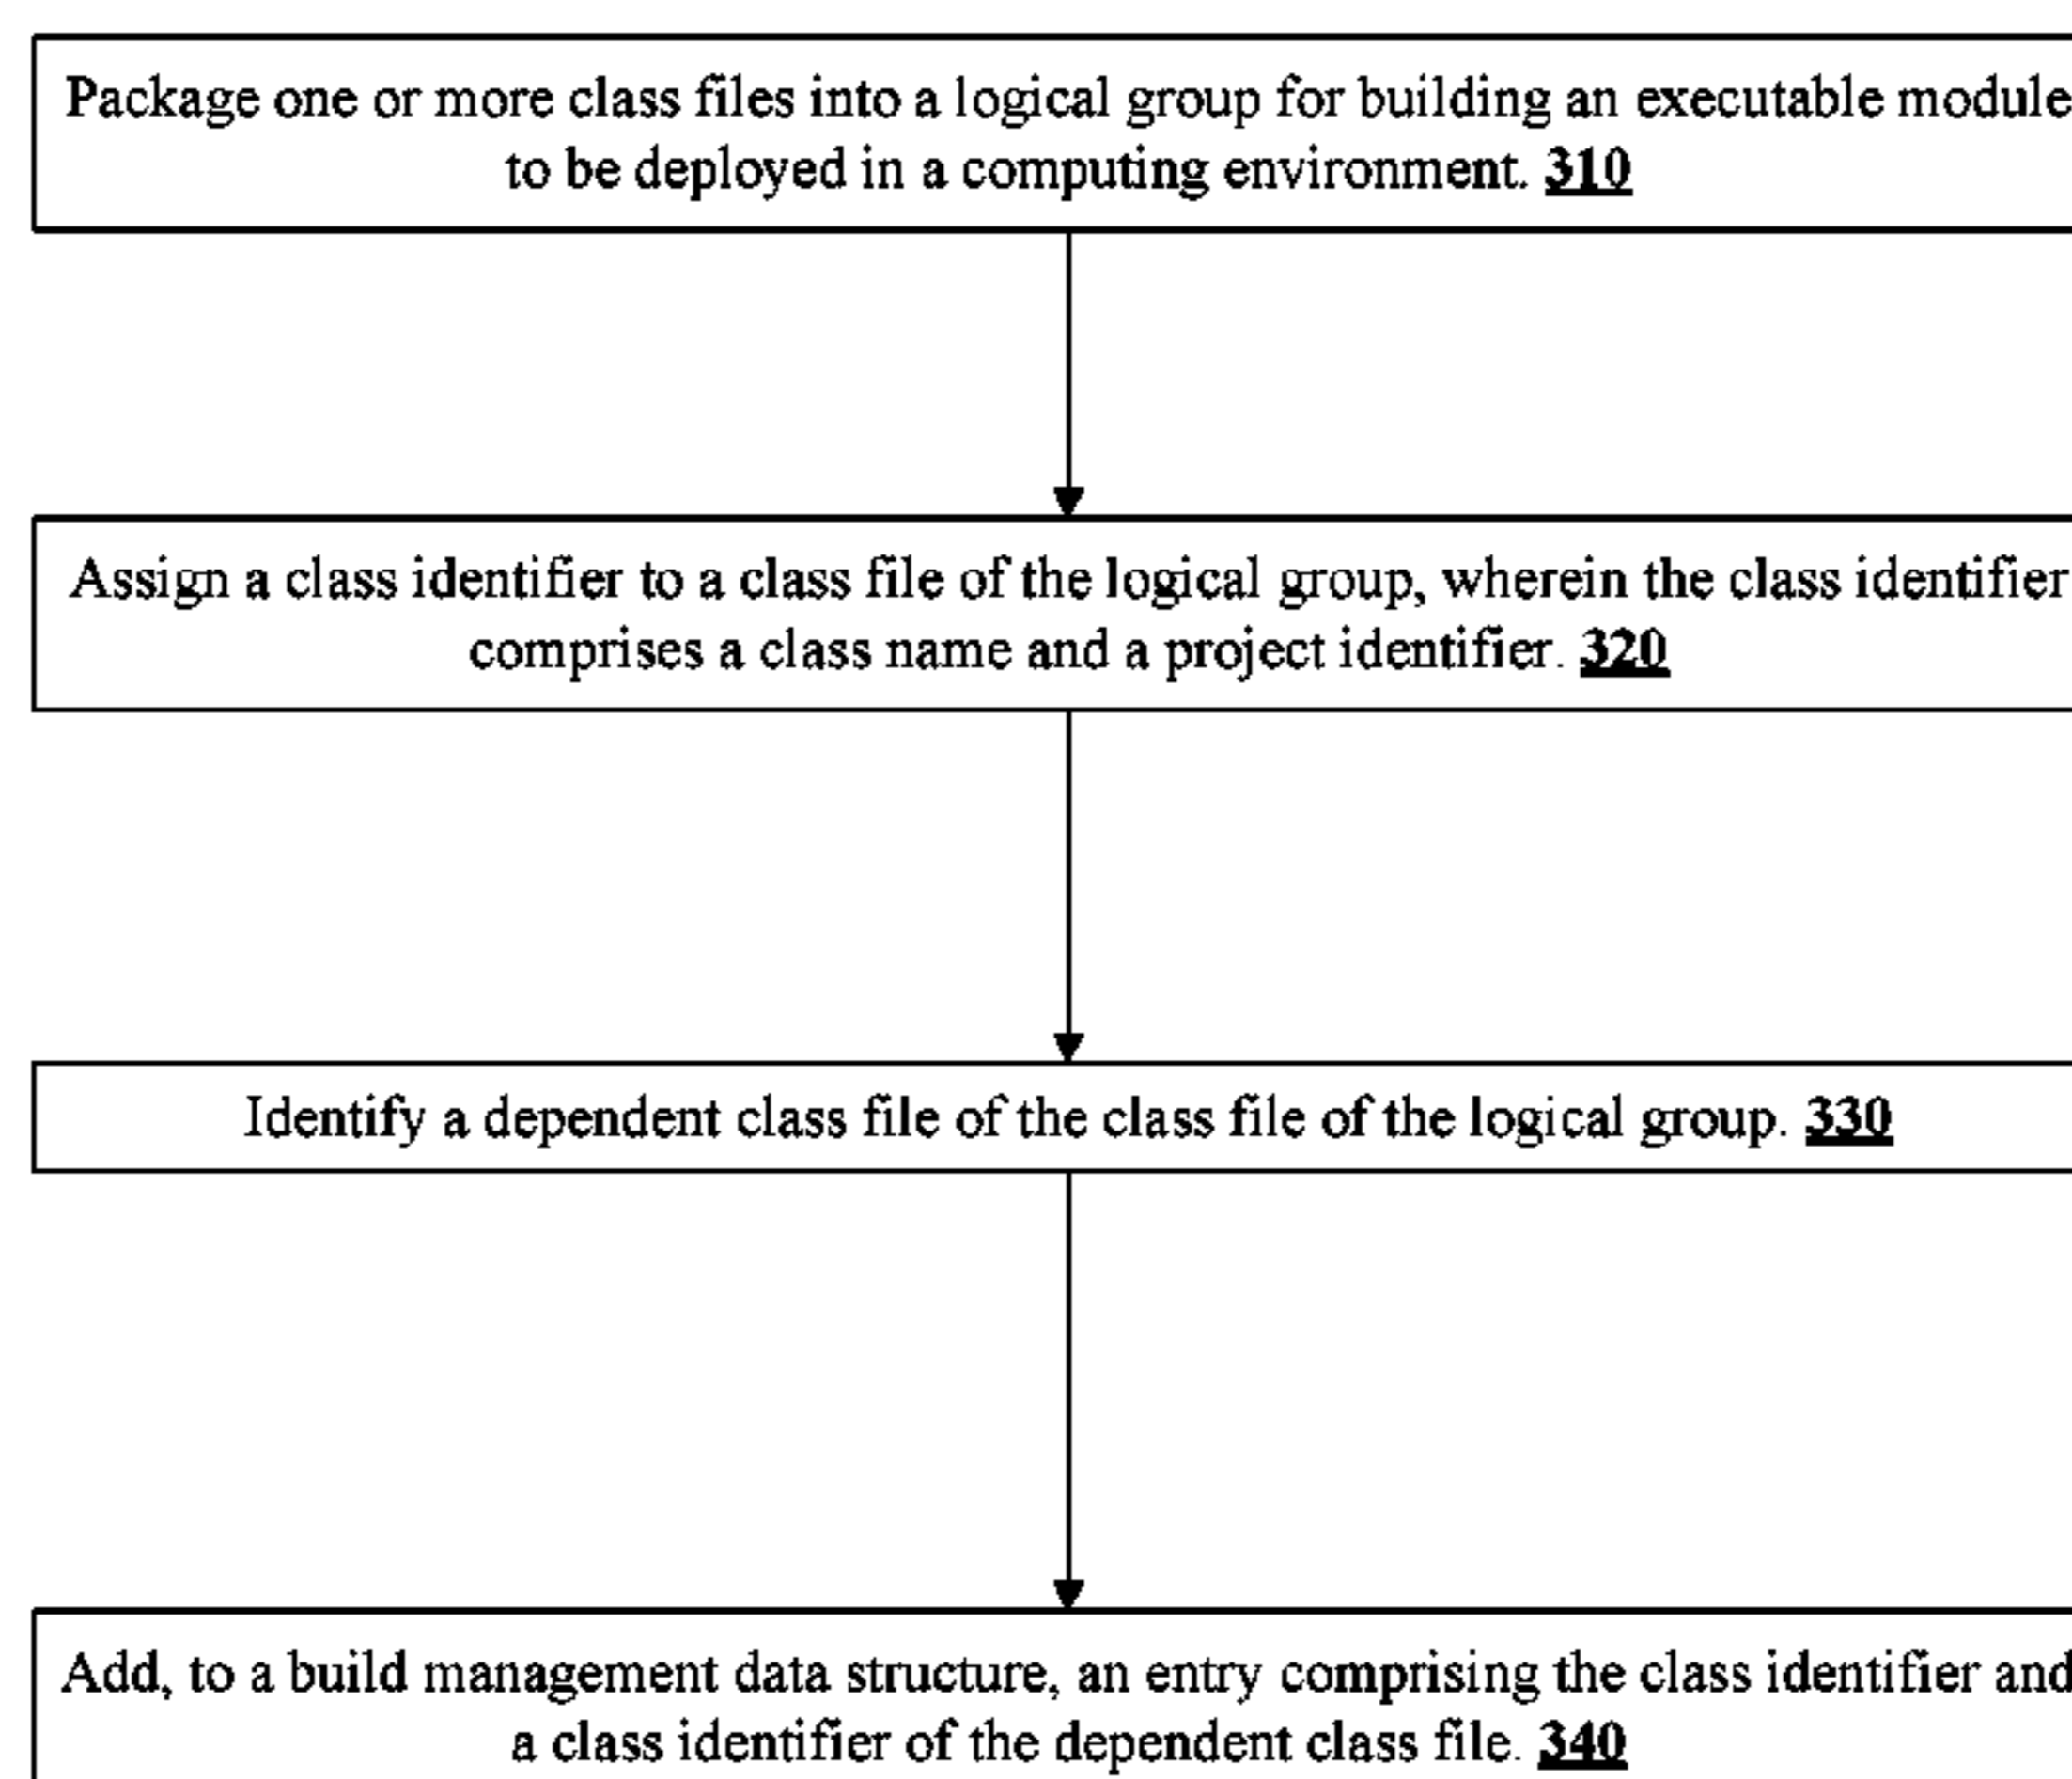 Package one or more class files into a logical group for building an executable module
to be deployed in a computing environment. 310
Assign a class identifier to a class file of the logical group, wherein the class identifier
comprises a class name and a project identifier. 320
Identify a dependent class file of the class file of the logical group. 330
Add, to a build management data structure, an entry comprising the class identifier and
a class identifier of the dependent class file. 340